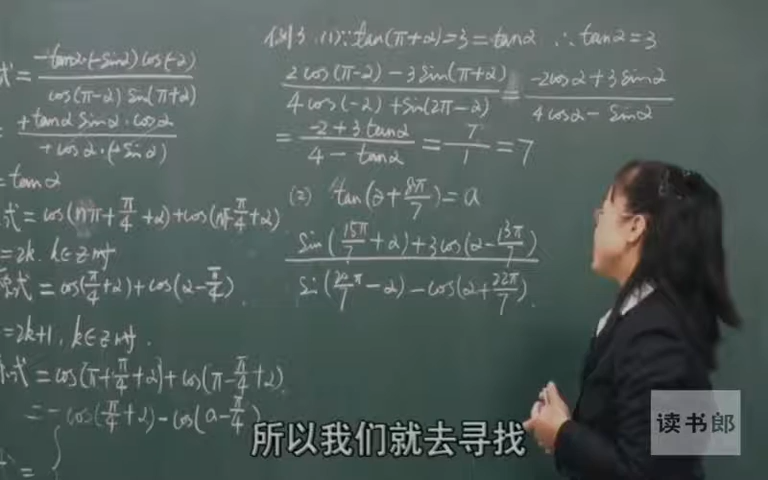 式 = -tanα·(-sinα)cos(-α) / cos(π-α)sin(π+α)
= +tanα sinα·cosα / +cosα·(+sinα)
= tanα
式 = cos(nπ+π/4+α)+cos(nπ-π/4+α)
=2k, k∈z时
原式 = cos(π/4+α)+cos(α-π/4)
=2k+1, k∈z时.
式 = cos[π+π/4+α]+cos(π-π/4+α)
= -cos(π/4+α)-cos(α-π/4)
=
例3 (1)∵tan(π+α)=3=tanα ∴tanα=3
2cos(π-α)-3sin(π+α) / 4cos(-α)+sin(2π-α) = -2cosα+3sinα / 4cosα-sinα
= -2+3tanα / 4-tanα = 7/1 = 7
(2) tan(α+8π/7)=a
sin(15π/7+α)+3cos(α-13π/7) / sin(20π/7-α)-cos(α+22π/7).
读书郎
所以我们就去寻找